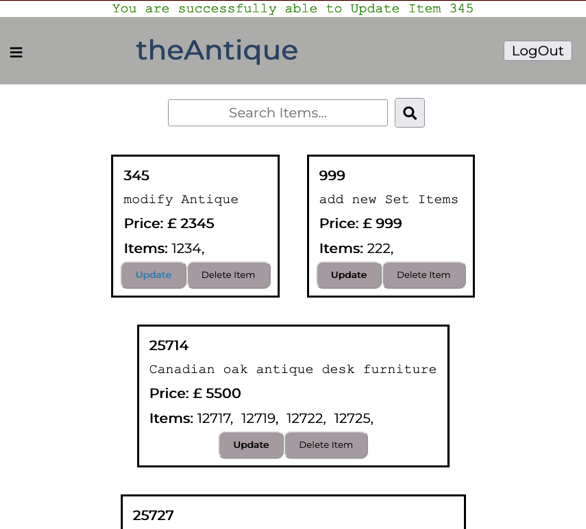 You are successfully able to Update Item 345
theAntique
LogOut
Search Items...
345
modify Antique
Price: £ 2345
Items: 1234,
Update Delete Item
999
add new Set Items
Price: £ 999
Items: 222,
Update Delete Item
25714
Canadian oak antique desk furniture
Price: £ 5500
Items: 12717, 12719, 12722, 12725,
Update Delete Item
25727